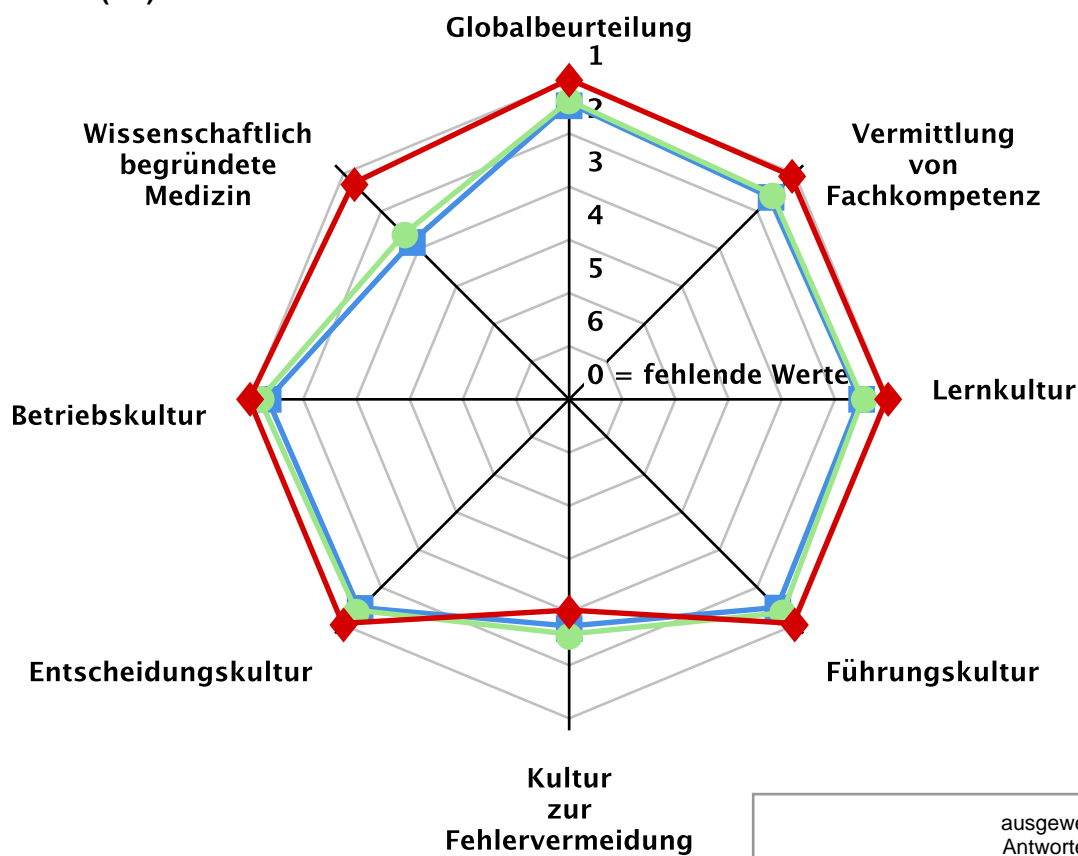 Globalbeurteilung
1
2
3
4
5
6
0 = fehlende Werte
Vermittlung
von
Fachkompetenz
Lernkultur
Führungskultur
Kultur
zur
Fehlervermeidung
Entscheidungskultur
Betriebskultur
Wissenschaftlich
begründete
Medizin